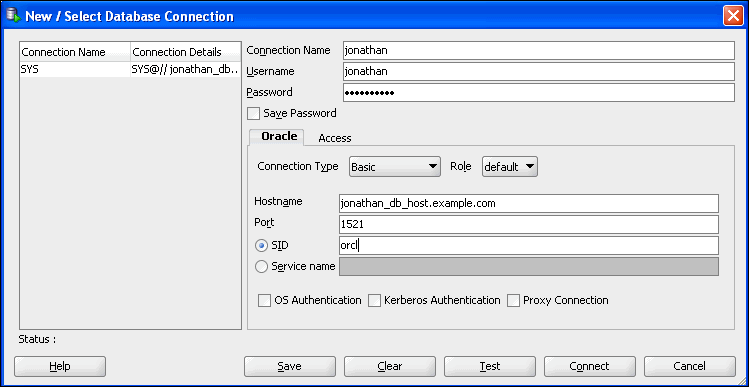 New / Select Database Connection
Connection Name Connection Details
SYS SYS@// jonathan_db..
Connection Name jonathan
Username jonathan
Password ••••••••••
Save Password
Oracle Access
Connection Type Basic Role default
Hostname jonathan_db_host.example.com
Port 1521
SID orcl
Service name
OS Authentication Kerberos Authentication Proxy Connection
Status :
Help Save Clear Test Connect Cancel